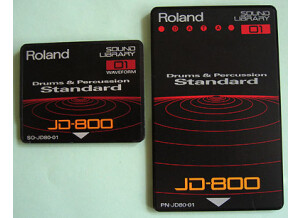 Roland
SOUND
LIBRARY
01
WAVEFORM
Drums & Percussion
Standard
JD-800
SO-JD80-01
Roland
SOUND
LIBRARY
DATA
01
Drums & Percussion
Standard
JD-800
PN-JD80-01